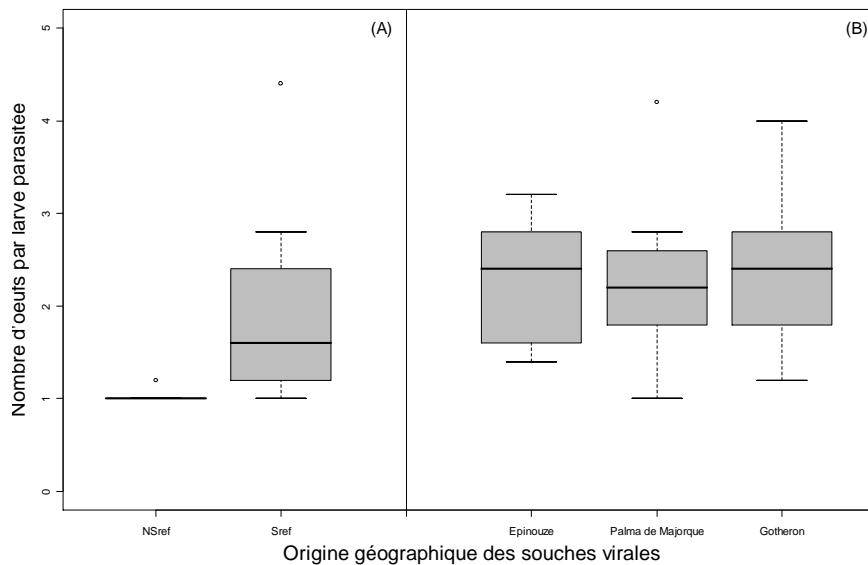 (A)
(B)
Nombre d'oeufs par larve parasitée
5
4
3
2
1
0
NSref
Sref
Epinouze
Palma de Majorque
Gotheron
Origine géographique des souches virales